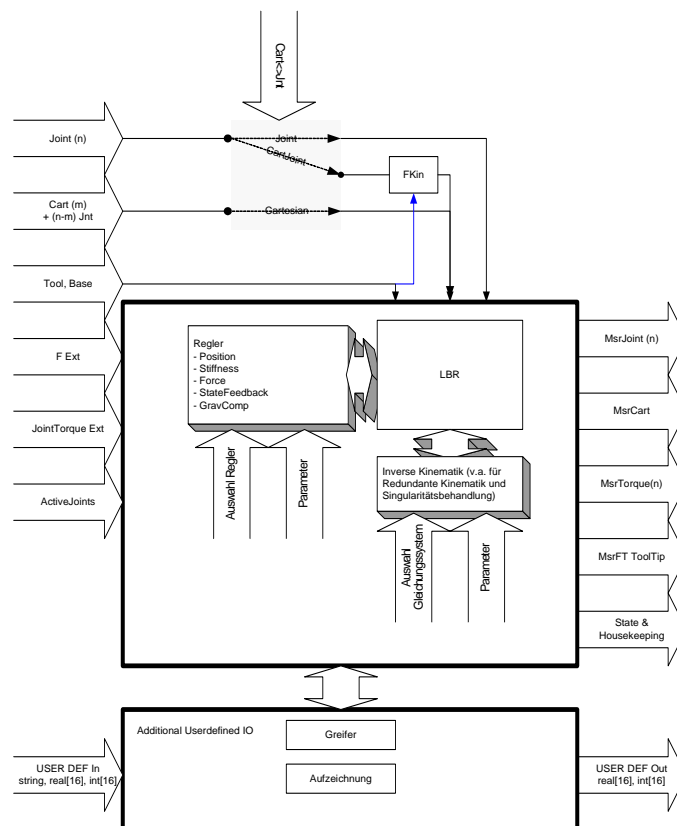 Cart<>Jnt
Joint (n)
Joint
CartJoint
FKin
Cart (m)
+ (n-m) Jnt
Cartesian
Tool, Base
F Ext
JointTorque Ext
ActiveJoints
Regler
- Position
- Stiffness
- Force
- StateFeedback
- GravComp
LBR
Auswahl Regler
Parameter
Inverse Kinematik (v.a. für
Redundante Kinematik und
Singularitätsbehandlung)
Auswahl
Gleichungssystem
Parameter
MsrJoint (n)
MsrCart
MsrTorque(n)
MsrFT ToolTip
State &
Housekeeping
Additional Userdefined IO
Greifer
Aufzeichnung
USER DEF In
string, real[16], int[16]
USER DEF Out
real[16], int[16]